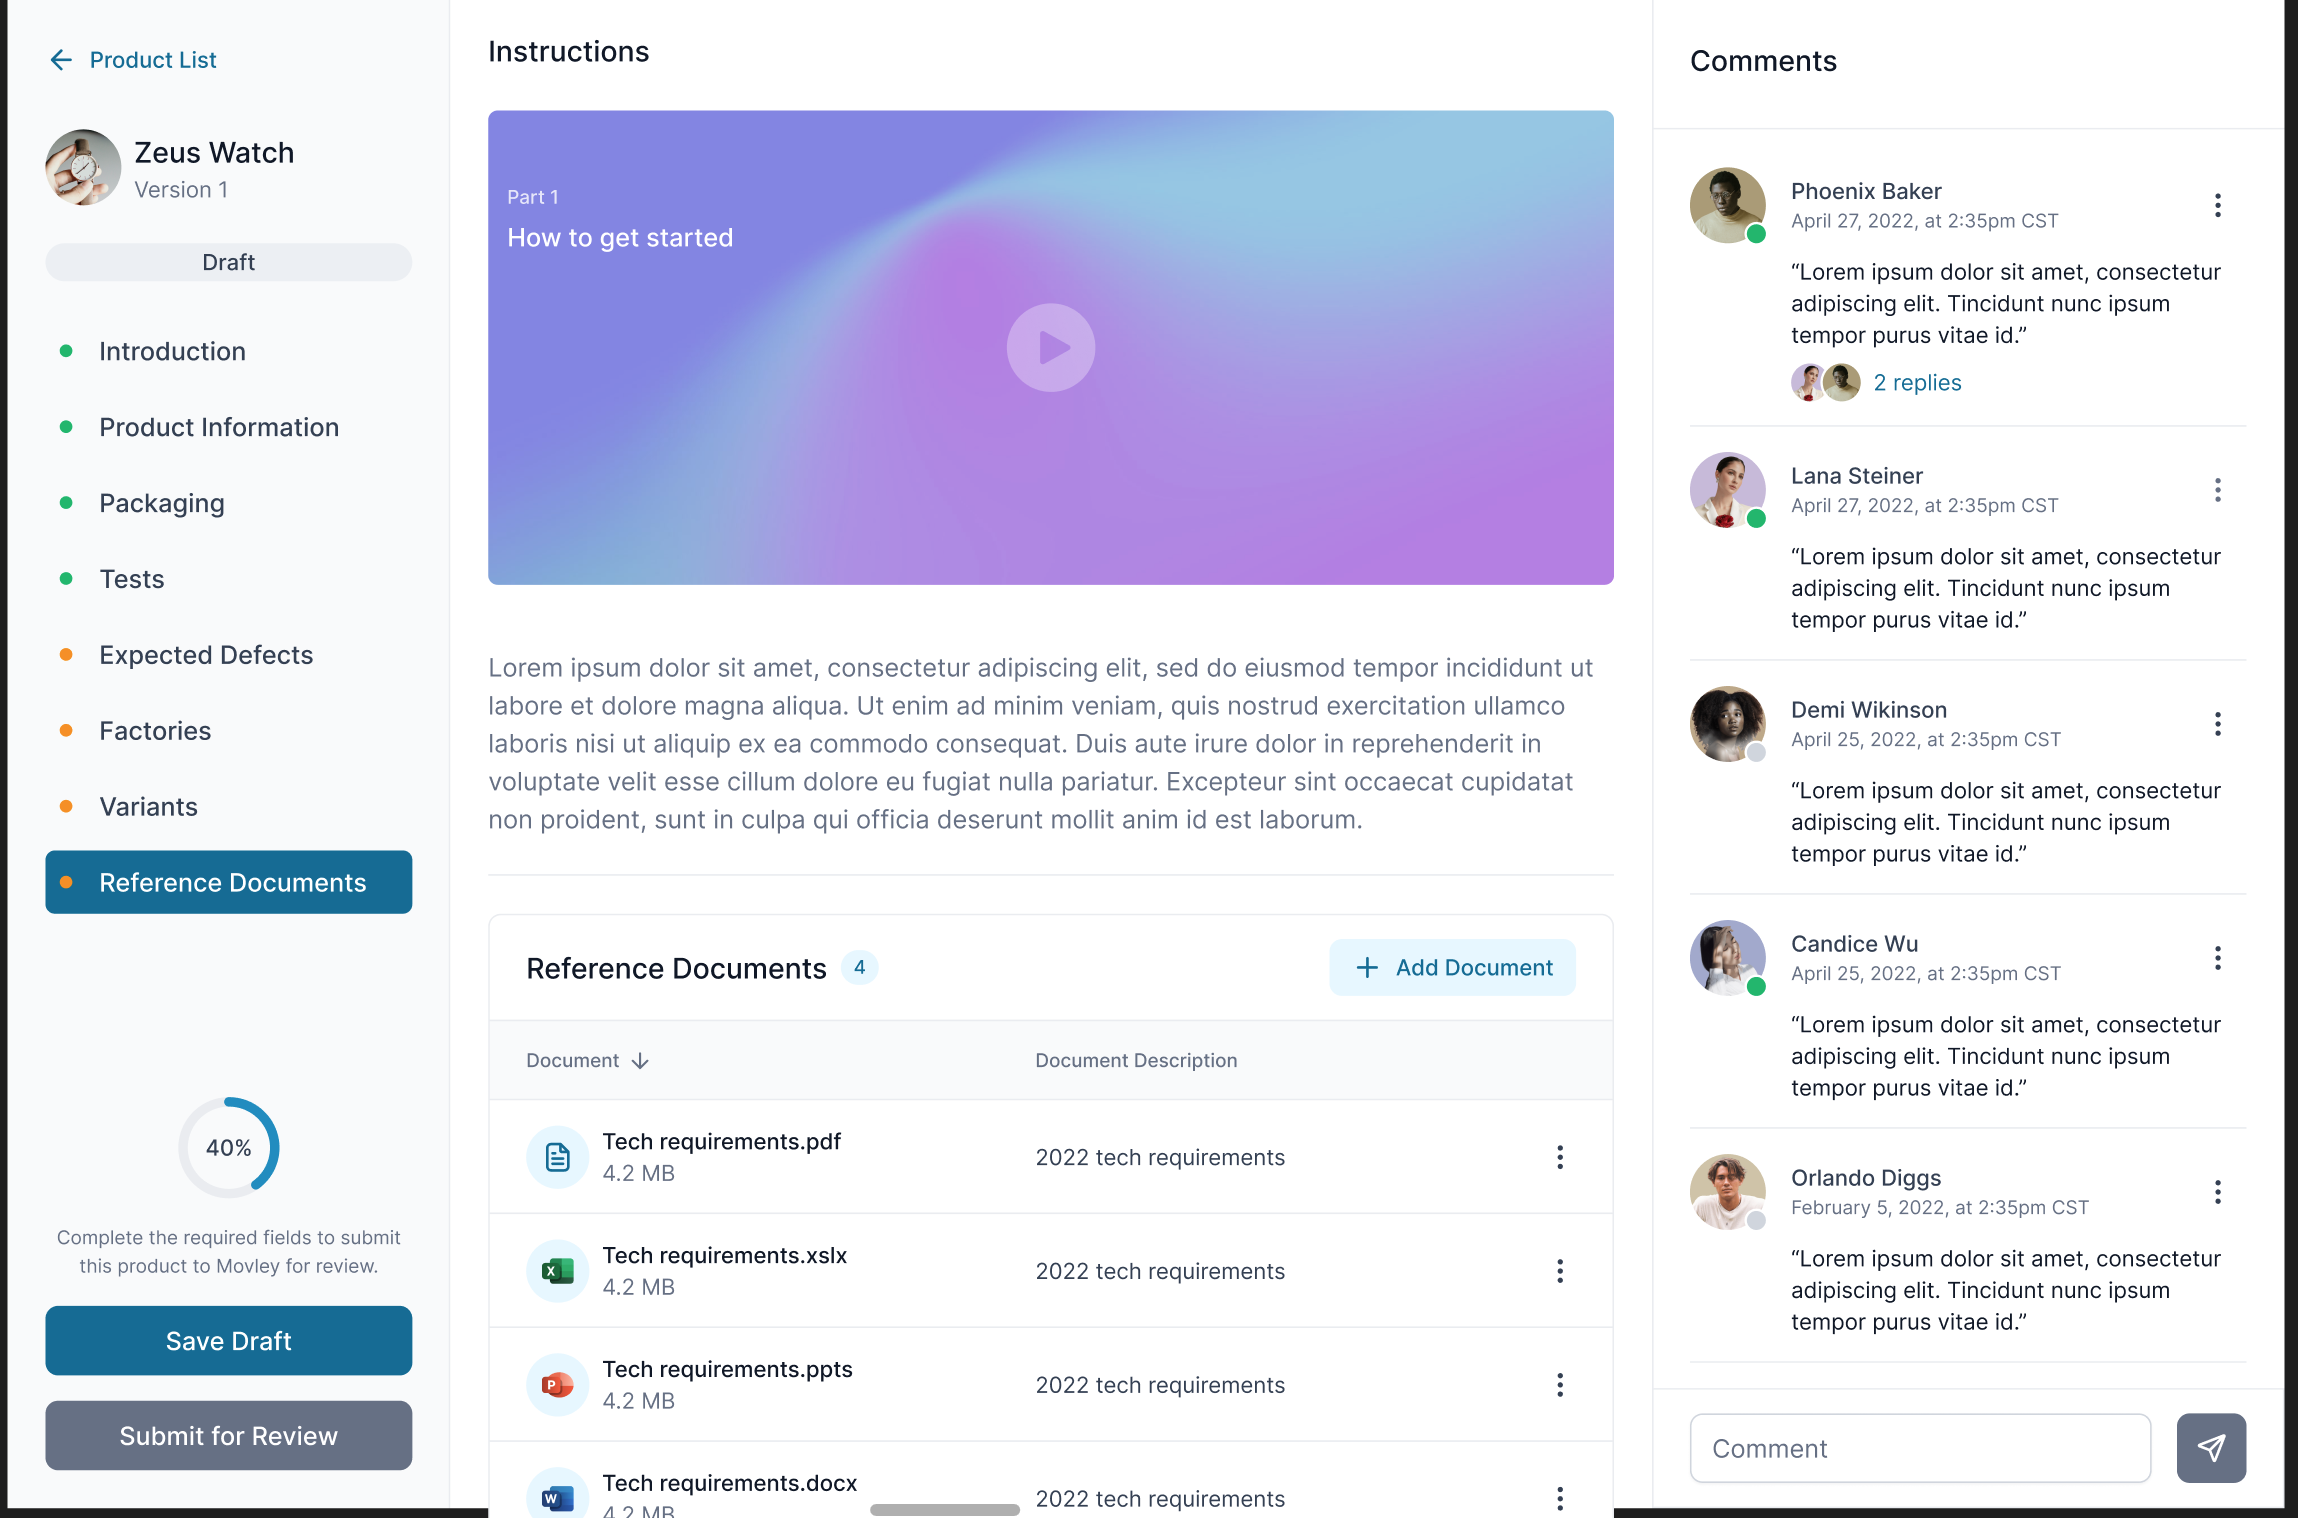 Product List
Zeus Watch
Version 1
Draft
Introduction
Product Information
Packaging
Tests
Expected Defects
Factories
Variants
Reference Documents
40%
Complete the required fields to submit
this product to Movley for review.
Save Draft
Submit for Review
Instructions
Part 1
How to get started
Lorem ipsum dolor sit amet, consectetur adipiscing elit, sed do eiusmod tempor incididunt ut
labore et dolore magna aliqua. Ut enim ad minim veniam, quis nostrud exercitation ullamco
laboris nisi ut aliquip ex ea commodo consequat. Duis aute irure dolor in reprehenderit in
voluptate velit esse cillum dolore eu fugiat nulla pariatur. Excepteur sint occaecat cupidatat
non proident, sunt in culpa qui officia deserunt mollit anim id est laborum.
Reference Documents 4
Add Document
Document Document Description
Tech requirements.pdf
4.2 MB
2022 tech requirements
X
Tech requirements.xslx
4.2 MB
2022 tech requirements
P
Tech requirements.ppts
4.2 MB
2022 tech requirements
W
Tech requirements.docx
4.2 MB
2022 tech requirements
Comments
Phoenix Baker
April 27, 2022, at 2:35pm CST
“Lorem ipsum dolor sit amet, consectetur
adipiscing elit. Tincidunt nunc ipsum
tempor purus vitae id.”
2 replies
Lana Steiner
April 27, 2022, at 2:35pm CST
“Lorem ipsum dolor sit amet, consectetur
adipiscing elit. Tincidunt nunc ipsum
tempor purus vitae id.”
Demi Wikinson
April 25, 2022, at 2:35pm CST
“Lorem ipsum dolor sit amet, consectetur
adipiscing elit. Tincidunt nunc ipsum
tempor purus vitae id.”
Candice Wu
April 25, 2022, at 2:35pm CST
“Lorem ipsum dolor sit amet, consectetur
adipiscing elit. Tincidunt nunc ipsum
tempor purus vitae id.”
Orlando Diggs
February 5, 2022, at 2:35pm CST
“Lorem ipsum dolor sit amet, consectetur
adipiscing elit. Tincidunt nunc ipsum
tempor purus vitae id.”
Comment